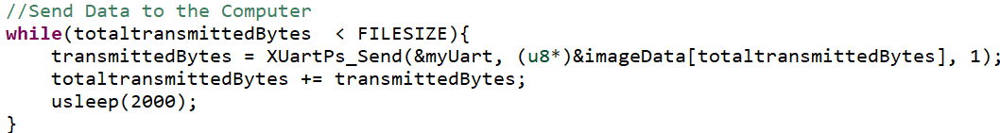 //Send Data to the Computer
while(totaltransmittedBytes  < FILESIZE){
    transmittedBytes = XUartPs_Send(&myUart, (u8*)&imageData[totaltransmittedBytes], 1);
    totaltransmittedBytes += transmittedBytes;
    usleep(2000);
}